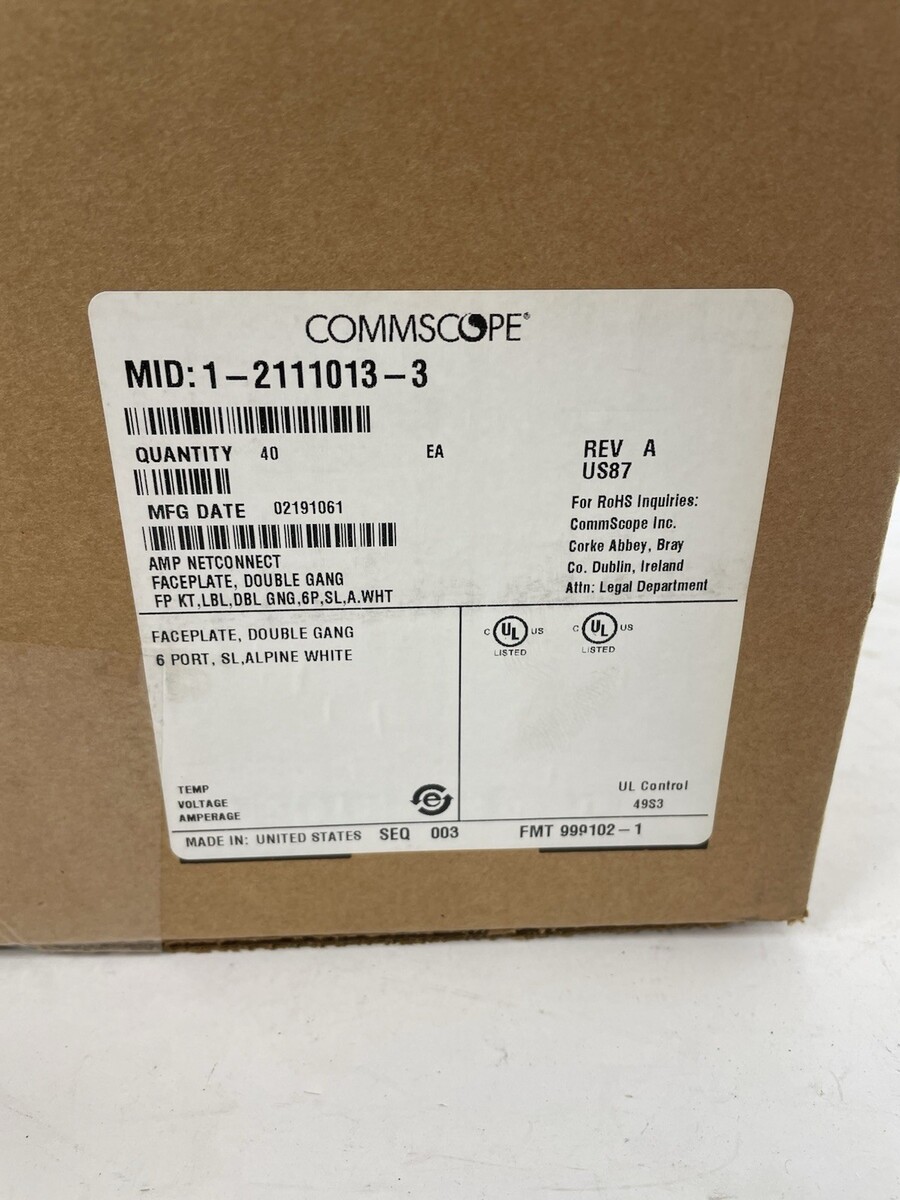 COMMSCOPE®
MID: 1-2111013-3
QUANTITY 40 EA
REV A
US87
MFG DATE 02191061
For RoHS Inquiries:
CommScope Inc.
Corke Abbey, Bray
Co. Dublin, Ireland
Attn: Legal Department
AMP NETCONNECT
FACEPLATE, DOUBLE GANG
FP KT,LBL,DBL GNG,6P,SL,A.WHT
FACEPLATE, DOUBLE GANG
6 PORT, SL,ALPINE WHITE
C UL US
LISTED
C UL US
LISTED
TEMP
VOLTAGE
AMPERAGE
e
UL Control
49S3
MADE IN: UNITED STATES SEQ 003 FMT 999102-1